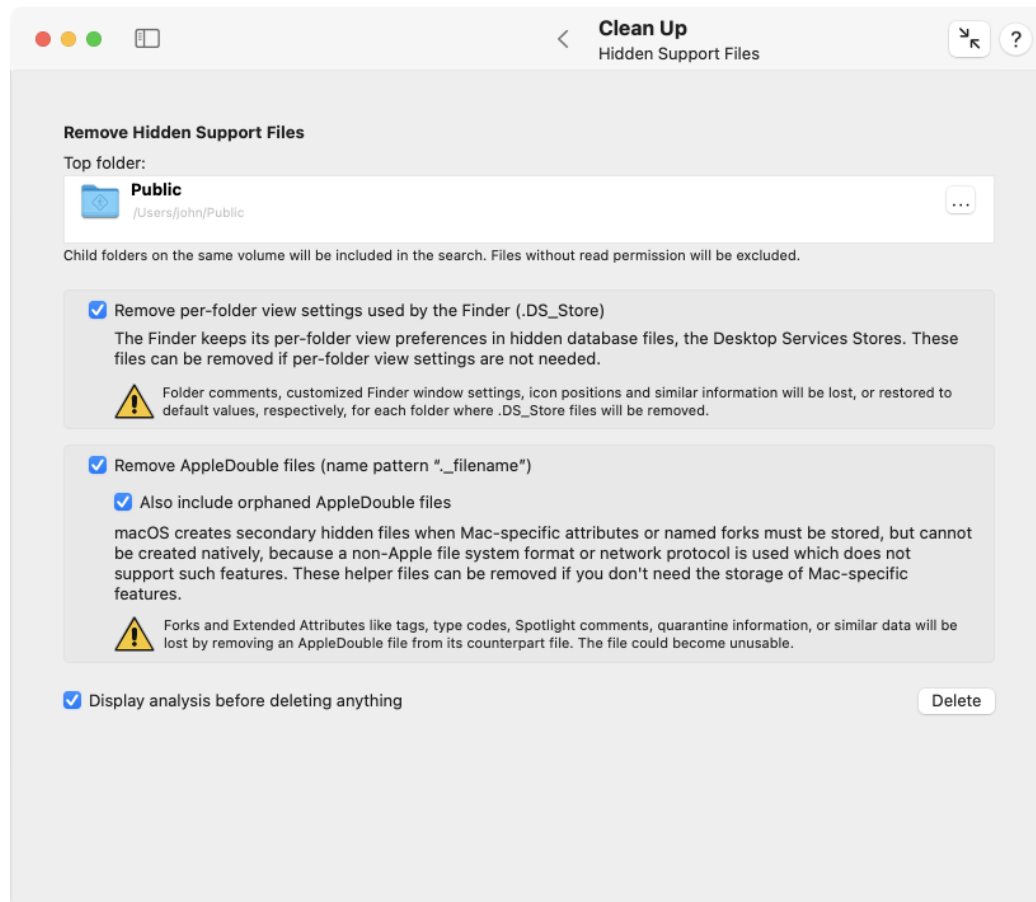 Clean Up
Hidden Support Files
?
Remove Hidden Support Files
Top folder:
Public
/Users/john/Public
...
Child folders on the same volume will be included in the search. Files without read permission will be excluded.
Remove per-folder view settings used by the Finder (.DS_Store)
The Finder keeps its per-folder view preferences in hidden database files, the Desktop Services Stores. These
files can be removed if per-folder view settings are not needed.
Folder comments, customized Finder window settings, icon positions and similar information will be lost, or restored to
default values, respectively, for each folder where .DS_Store files will be removed.
Remove AppleDouble files (name pattern “._filename”)
Also include orphaned AppleDouble files
macOS creates secondary hidden files when Mac-specific attributes or named forks must be stored, but cannot
be created natively, because a non-Apple file system format or network protocol is used which does not
support such features. These helper files can be removed if you don't need the storage of Mac-specific
features.
Forks and Extended Attributes like tags, type codes, Spotlight comments, quarantine information, or similar data will be
lost by removing an AppleDouble file from its counterpart file. The file could become unusable.
Display analysis before deleting anything
Delete